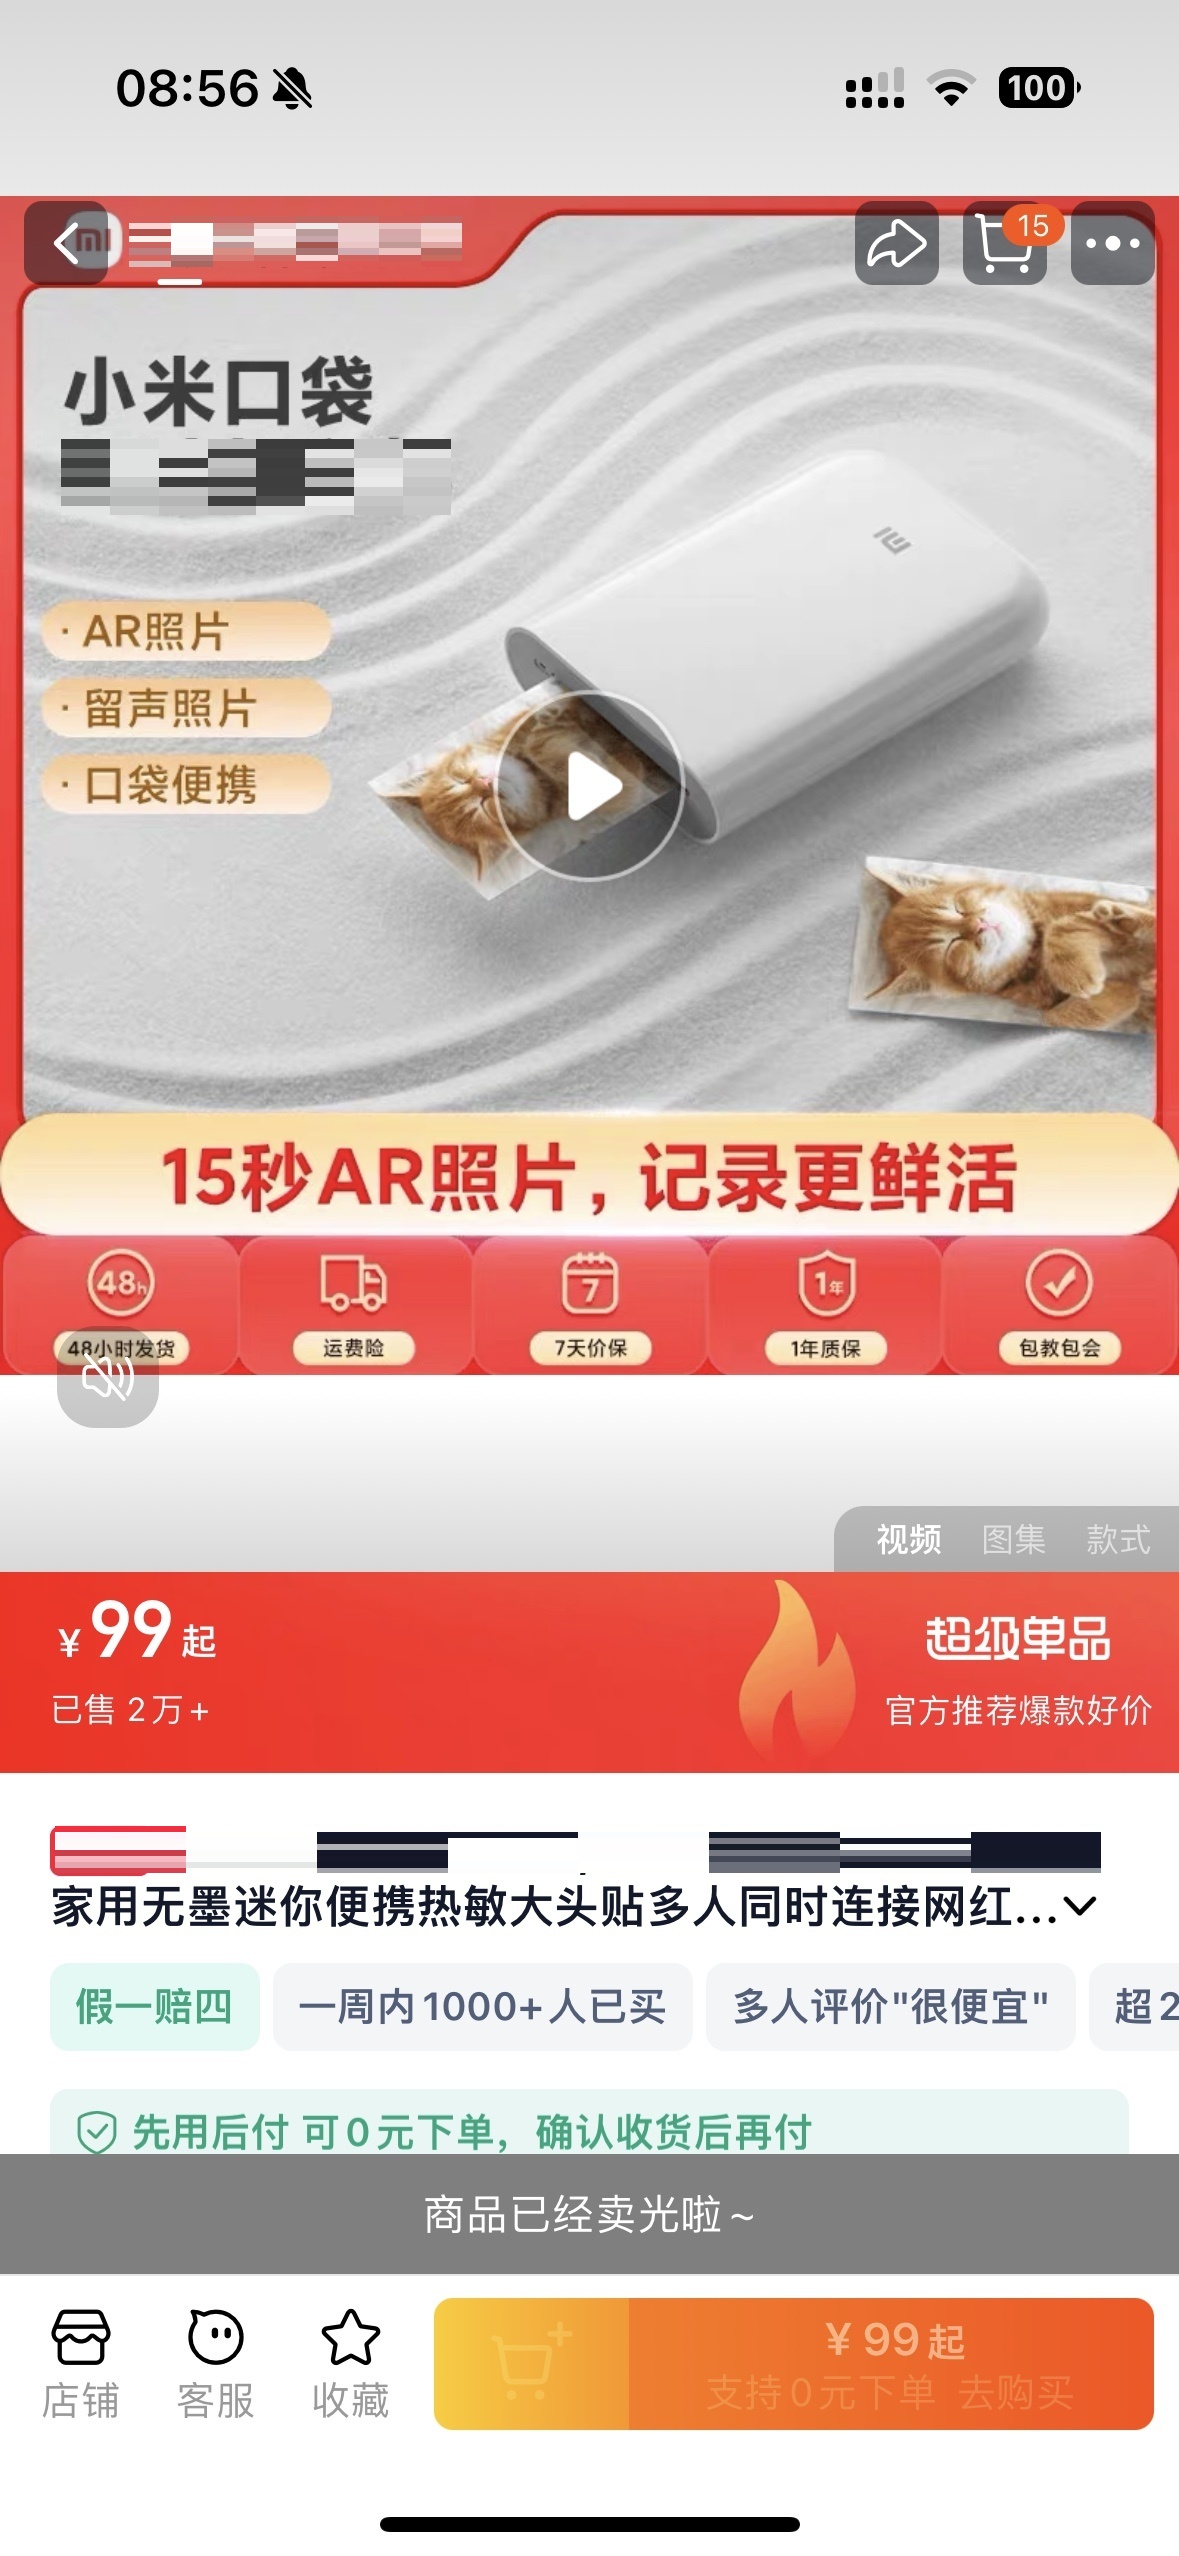 08:56
100
15
小米口袋
· AR照片
· 留声照片
· 口袋便携
15秒AR照片，记录更鲜活
48h
7
1年
48小时发货
运费险
7天价保
1年质保
包教包会
视频 图集 款式
¥99起
超级单品
已售 2万+
官方推荐爆款好价
家用无墨迷你便携热敏大头贴多人同时连接网红...
假一赔四
一周内1000+人已买
多人评价"很便宜"
超2
先用后付 可0元下单，确认收货后再付
商品已经卖光啦~
¥99起
支持0元下单 去购买
店铺
客服
收藏